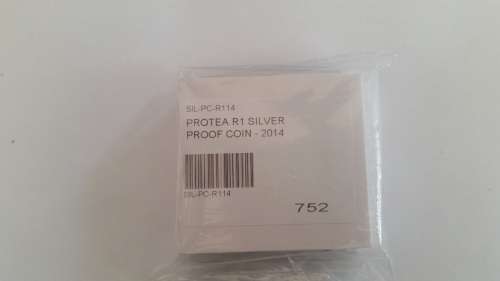 SIL-PC-R114
PROTEA R1 SILVER
PROOF COIN - 2014
SIL-PC-R114
752